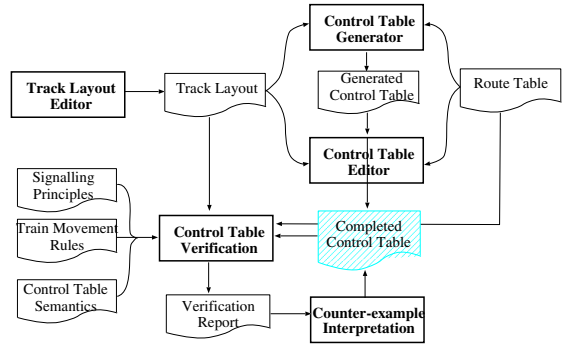 Control Table
Generator
Track Layout
Editor
Track Layout
Generated
Control Table
Route Table
Control Table
Editor
Signalling
Principles
Train Movement
Rules
Control Table
Semantics
Control Table
Verification
Completed
Control Table
Verification
Report
Counter-example
Interpretation